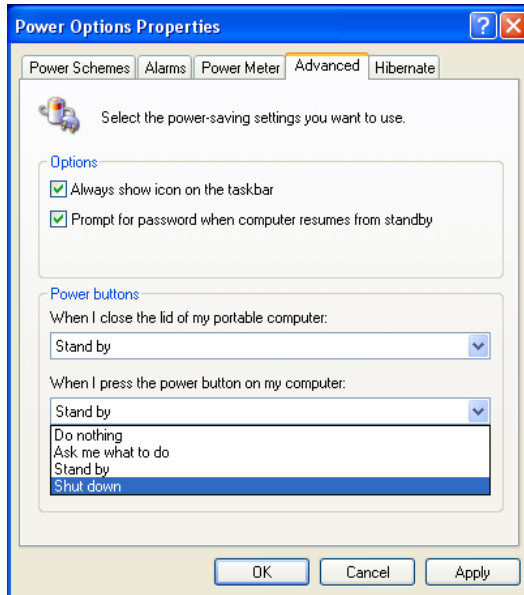 Power Options Properties
Power Schemes Alarms Power Meter Advanced Hibernate
Select the power-saving settings you want to use.
Options
Always show icon on the taskbar
Prompt for password when computer resumes from standby
Power buttons
When I close the lid of my portable computer:
Stand by
When I press the power button on my computer:
Stand by
Do nothing
Ask me what to do
Stand by
Shut down
OK Cancel Apply